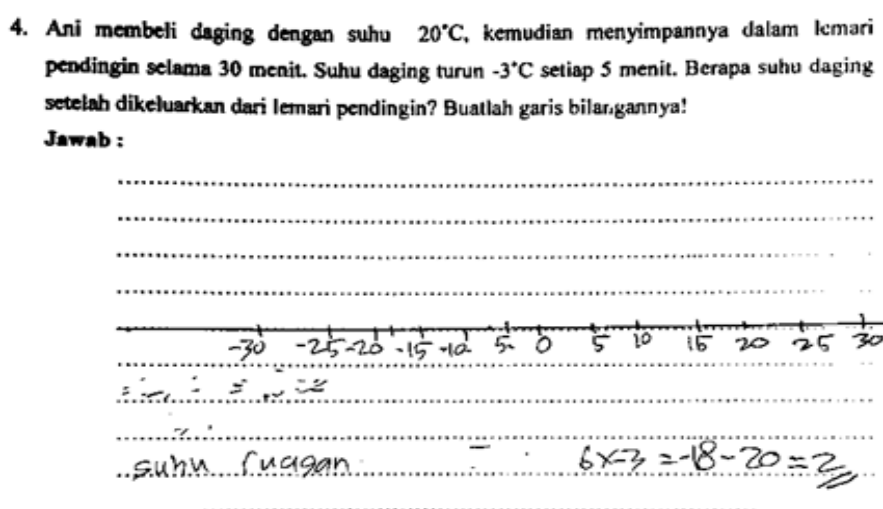 4. Ani membeli daging dengan suhu 20°C, kemudian menyimpannya dalam lemari
pendingin selama 30 menit. Suhu daging turun -3°C setiap 5 menit. Berapa suhu daging
setelah dikeluarkan dari lemari pendingin? Buatlah garis bilangannya!
Jawab :
-30 -25 -20 -15 -10 5- 0 5 10 15 20 25 30
suhu ruagan 6x-3 = -18 - 20 = 2